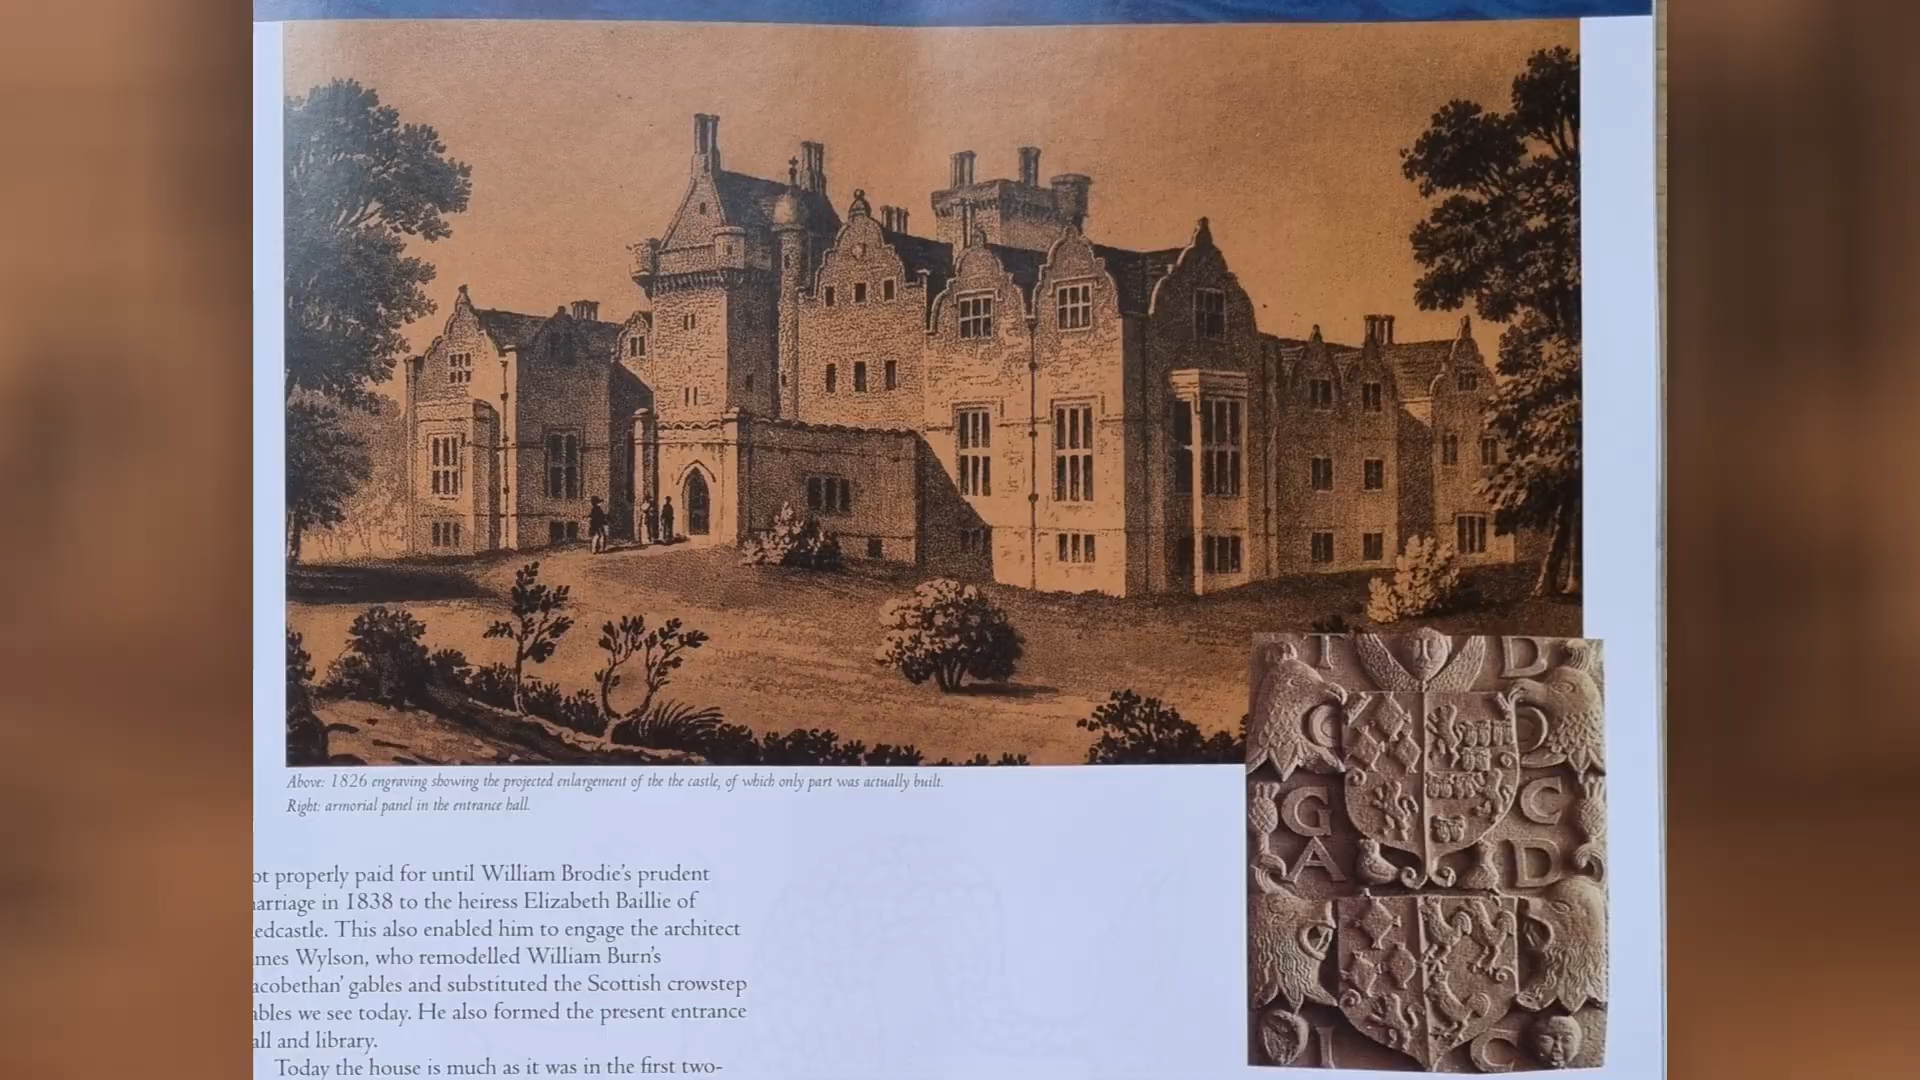 Above: 1826 engraving showing the projected enlargement of the the castle, of which only part was actually built.
Right: armorial panel in the entrance hall.
ot properly paid for until William Brodie's prudent
arriage in 1838 to the heiress Elizabeth Baillie of
edcastle. This also enabled him to engage the architect
mes Wylson, who remodelled William Burn's
acobethan' gables and substituted the Scottish crowstep
ables we see today. He also formed the present entrance
all and library.
Today the house is much as it was in the first two-
T D
G C
A D
I C